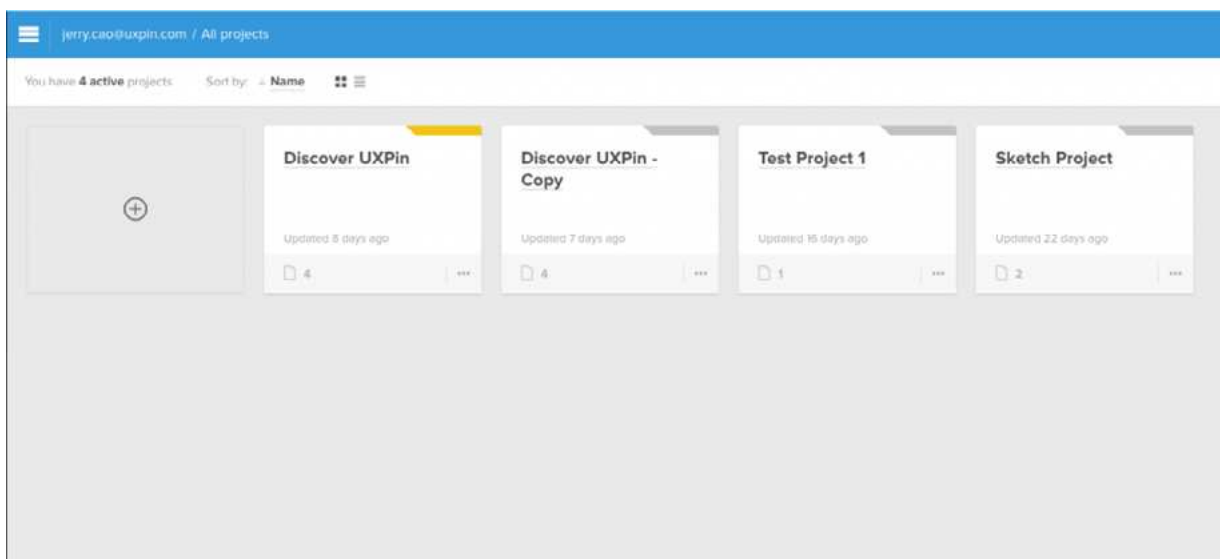 jerry.cao@uxpin.com / All projects
You have 4 active projects Sort by: Name
Discover UXPin
Updated 8 days ago
4
Discover UXPin -
Copy
Updated 7 days ago
4
Test Project 1
Updated 16 days ago
1
Sketch Project
Updated 22 days ago
2